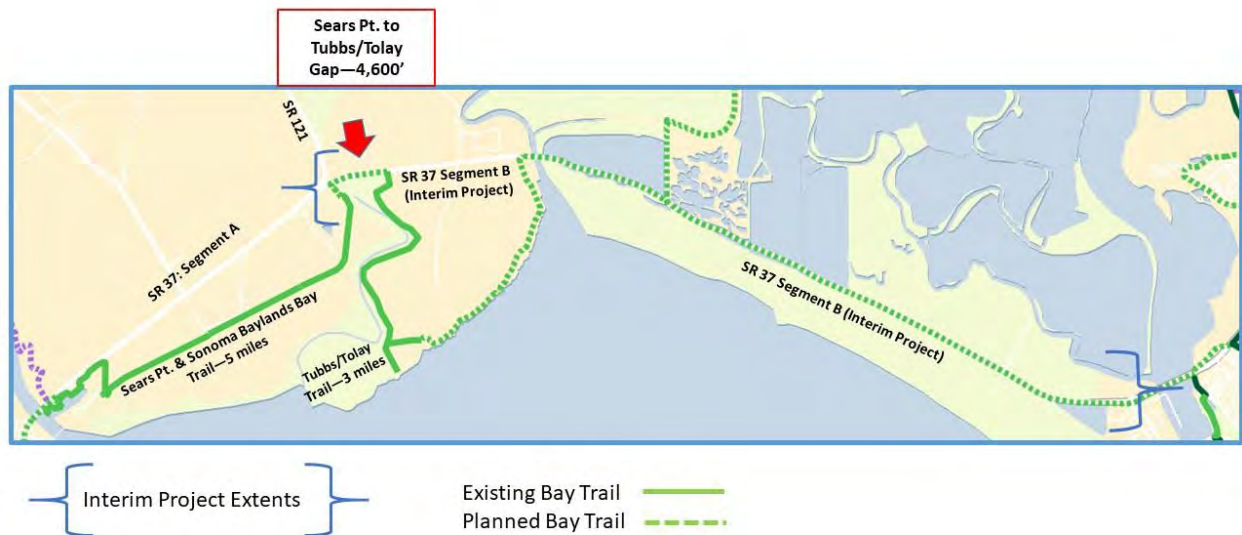 Sears Pt. to
Tubbs/Tolay
Gap—4,600'
SR 121
SR 37 Segment B
(Interim Project)
SR 37: Segment A
Sears Pt. & Sonoma Baylands Bay
Trail—5 miles
Tubbs/Tolay
Trail—3 miles
SR 37 Segment B (Interim Project)
Interim Project Extents
Existing Bay Trail
Planned Bay Trail